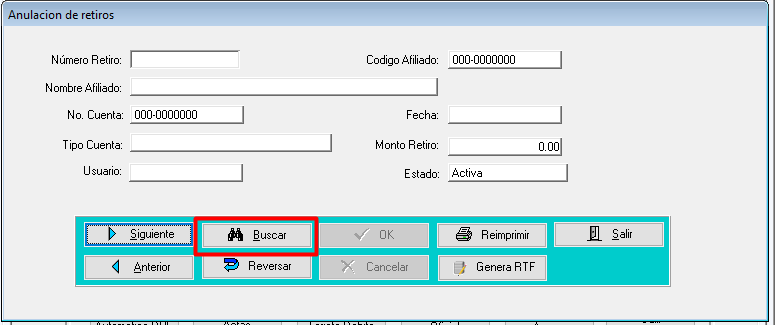 Anulacion de retiros
Número Retiro: Codigo Afiliado: 000-0000000
Nombre Afiliado:
No. Cuenta: 000-0000000 Fecha:
Tipo Cuenta: Monto Retiro: 0.00
Usuario: Estado: Activa
Siguiente Buscar OK Reimprimir Salir
Anterior Reversar Cancelar Genera RTF